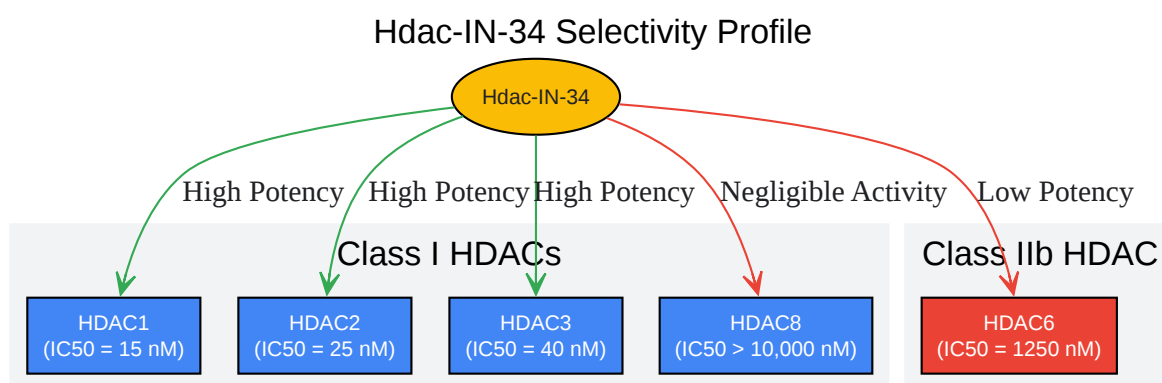 Hdac-IN-34 Selectivity Profile
Hdac-IN-34
High Potency
High Potency
High Potency
Negligible Activity
Low Potency
Class I HDACs
Class IIb HDAC
HDAC1
(IC50 = 15 nM)
HDAC2
(IC50 = 25 nM)
HDAC3
(IC50 = 40 nM)
HDAC8
(IC50 > 10,000 nM)
HDAC6
(IC50 = 1250 nM)